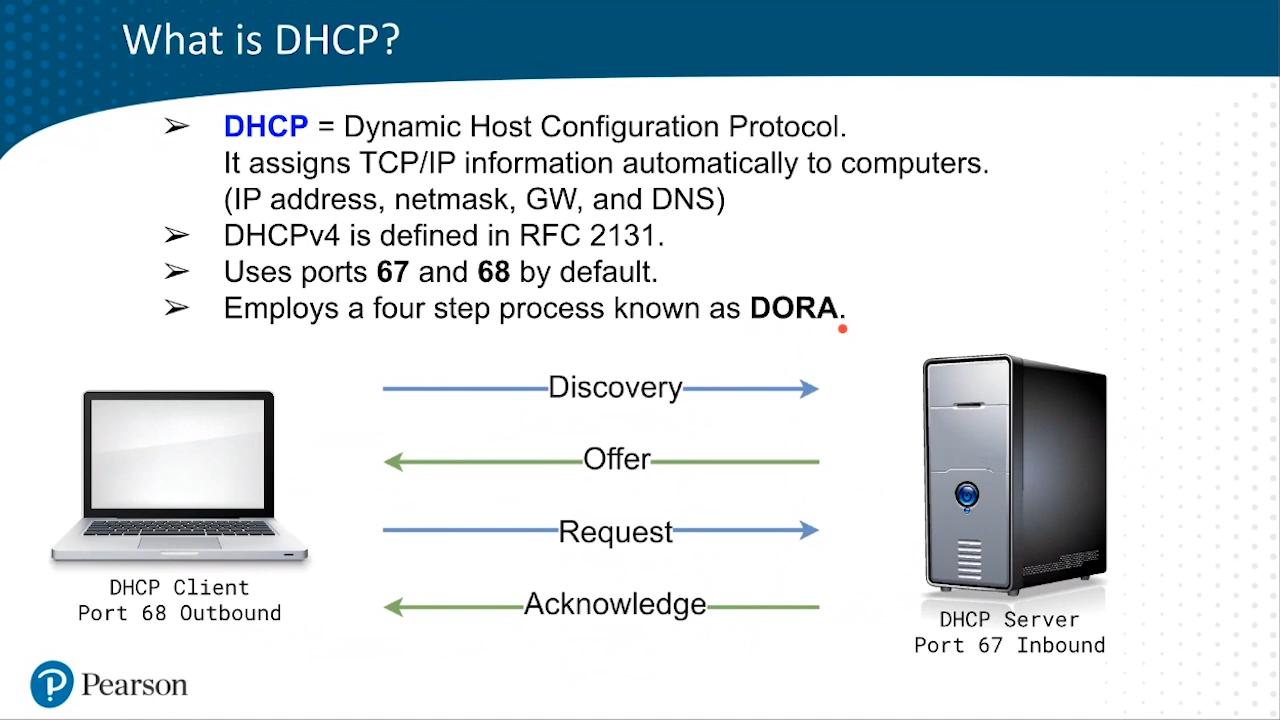 What is DHCP?
➢ DHCP = Dynamic Host Configuration Protocol.
It assigns TCP/IP information automatically to computers.
(IP address, netmask, GW, and DNS)
➢ DHCPv4 is defined in RFC 2131.
➢ Uses ports 67 and 68 by default.
➢ Employs a four step process known as DORA.
Discovery
Offer
Request
Acknowledge
DHCP Client
Port 68 Outbound
DHCP Server
Port 67 Inbound
Pearson